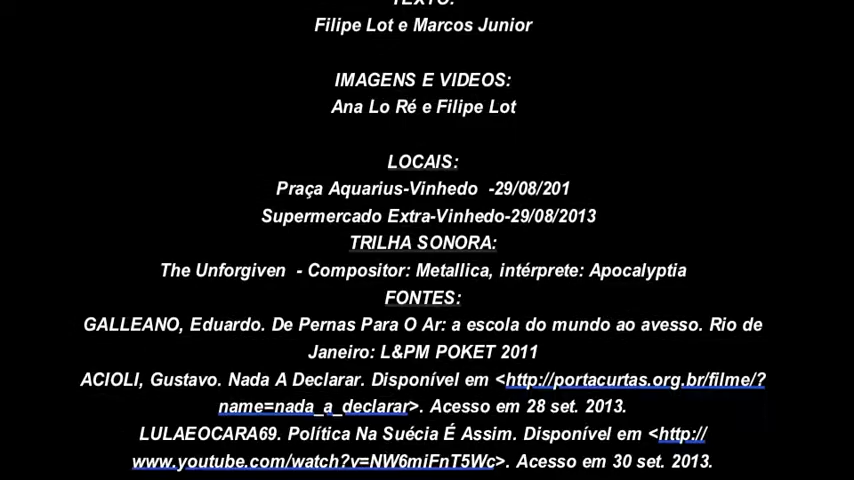 TEXTO:
Filipe Lot e Marcos Junior
IMAGENS E VIDEOS:
Ana Lo Ré e Filipe Lot
LOCAIS:
Praça Aquarius-Vinhedo -29/08/201
Supermercado Extra-Vinhedo-29/08/2013
TRILHA SONORA:
The Unforgiven - Compositor: Metallica, intérprete: Apocalyptia
FONTES:
GALLEANO, Eduardo. De Pernas Para O Ar: a escola do mundo ao avesso. Rio de
Janeiro: L&PM POKET 2011
ACIOLI, Gustavo. Nada A Declarar. Disponível em <http://portacurtas.org.br/filme/?
name=nada_a_declarar>. Acesso em 28 set. 2013.
LULAEOCARA69. Política Na Suécia É Assim. Disponível em <http://
www.youtube.com/watch?v=NW6miFnT5Wc>. Acesso em 30 set. 2013.